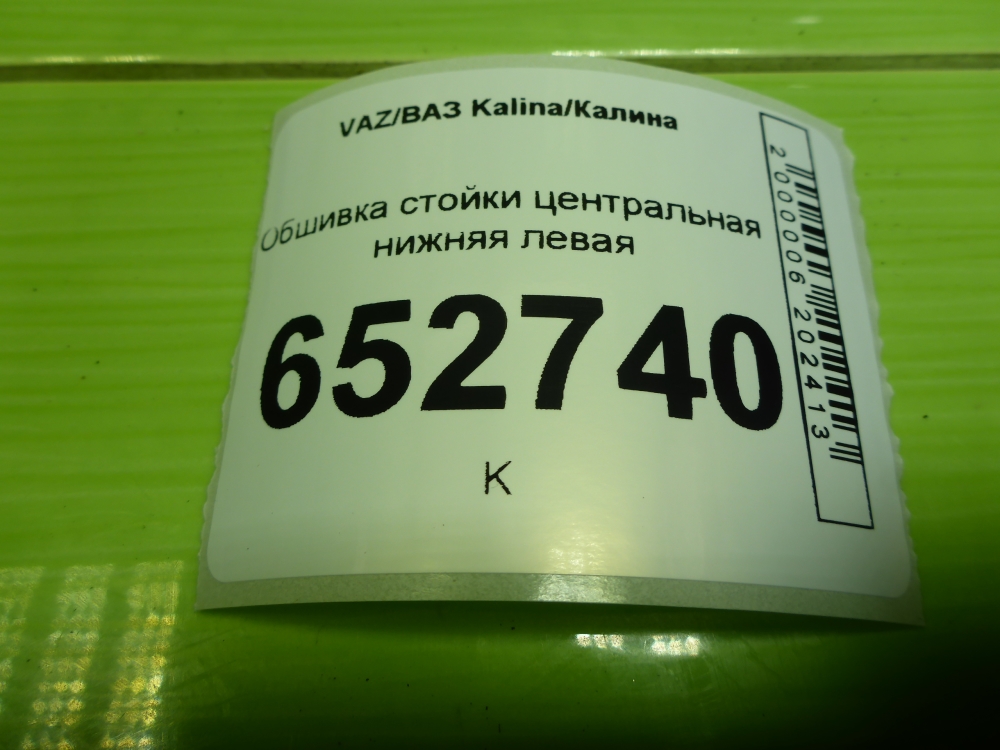 VAZ/ВАЗ Kalina/Калина
Обшивка стойки центральная
нижняя левая
652740
К
2000006202413